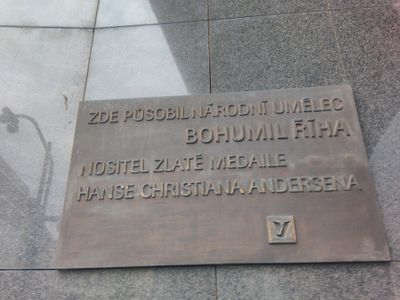 ZDE PŮSOBIL NÁRODNÍ UMĚLEC
BOHUMIL ŘÍHA
NOSITEL ZLATÉ MEDAILE
HANSE CHRISTIANA ANDERSENA